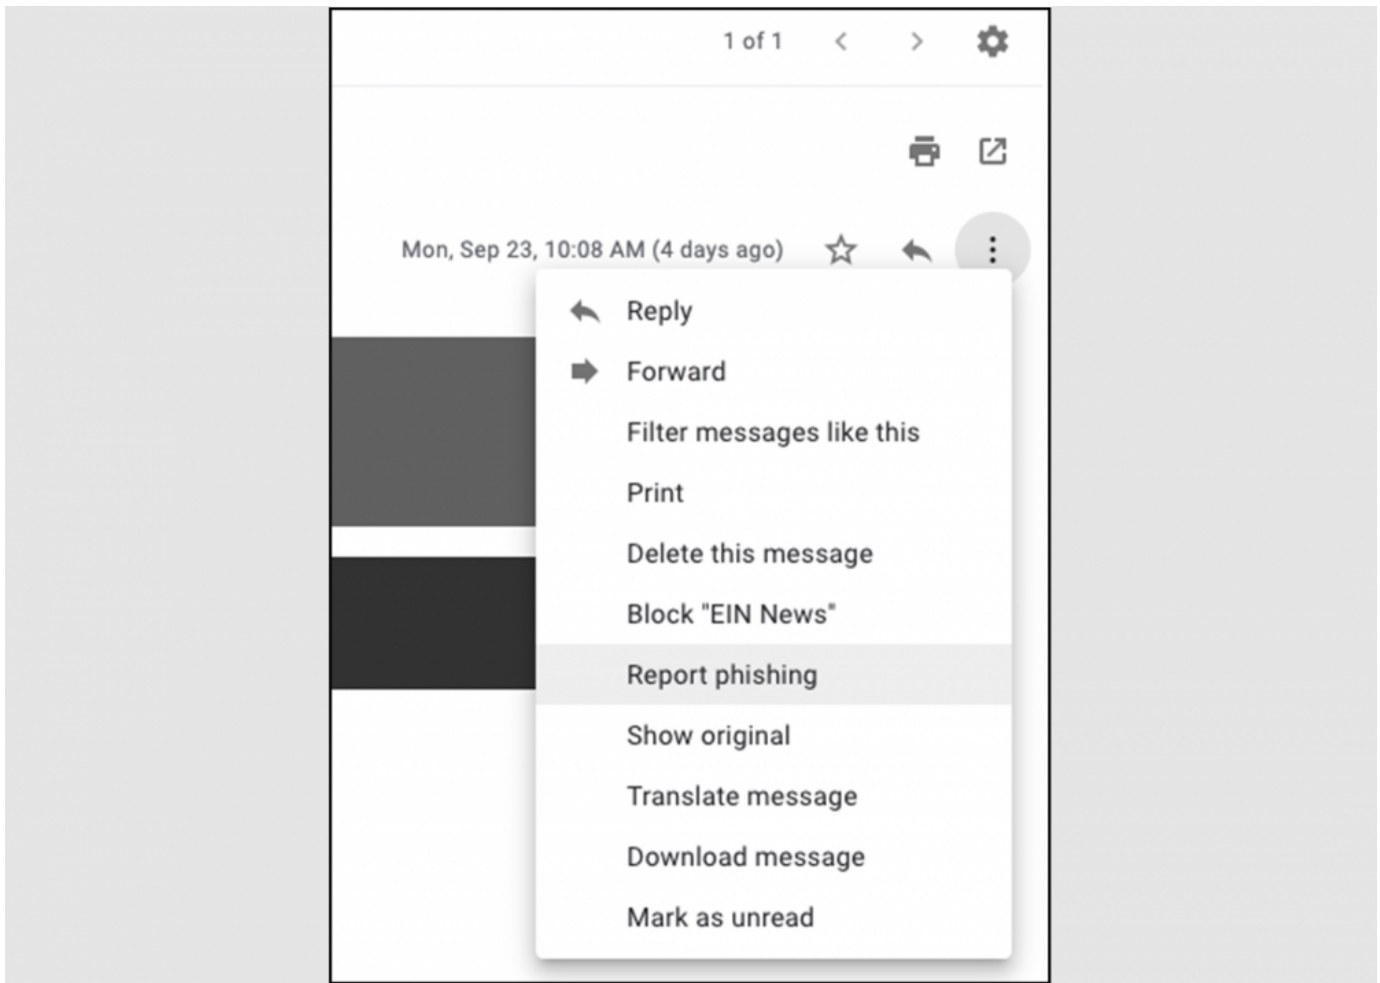 1 of 1
Mon, Sep 23, 10:08 AM (4 days ago)
Reply
Forward
Filter messages like this
Print
Delete this message
Block "EIN News"
Report phishing
Show original
Translate message
Download message
Mark as unread